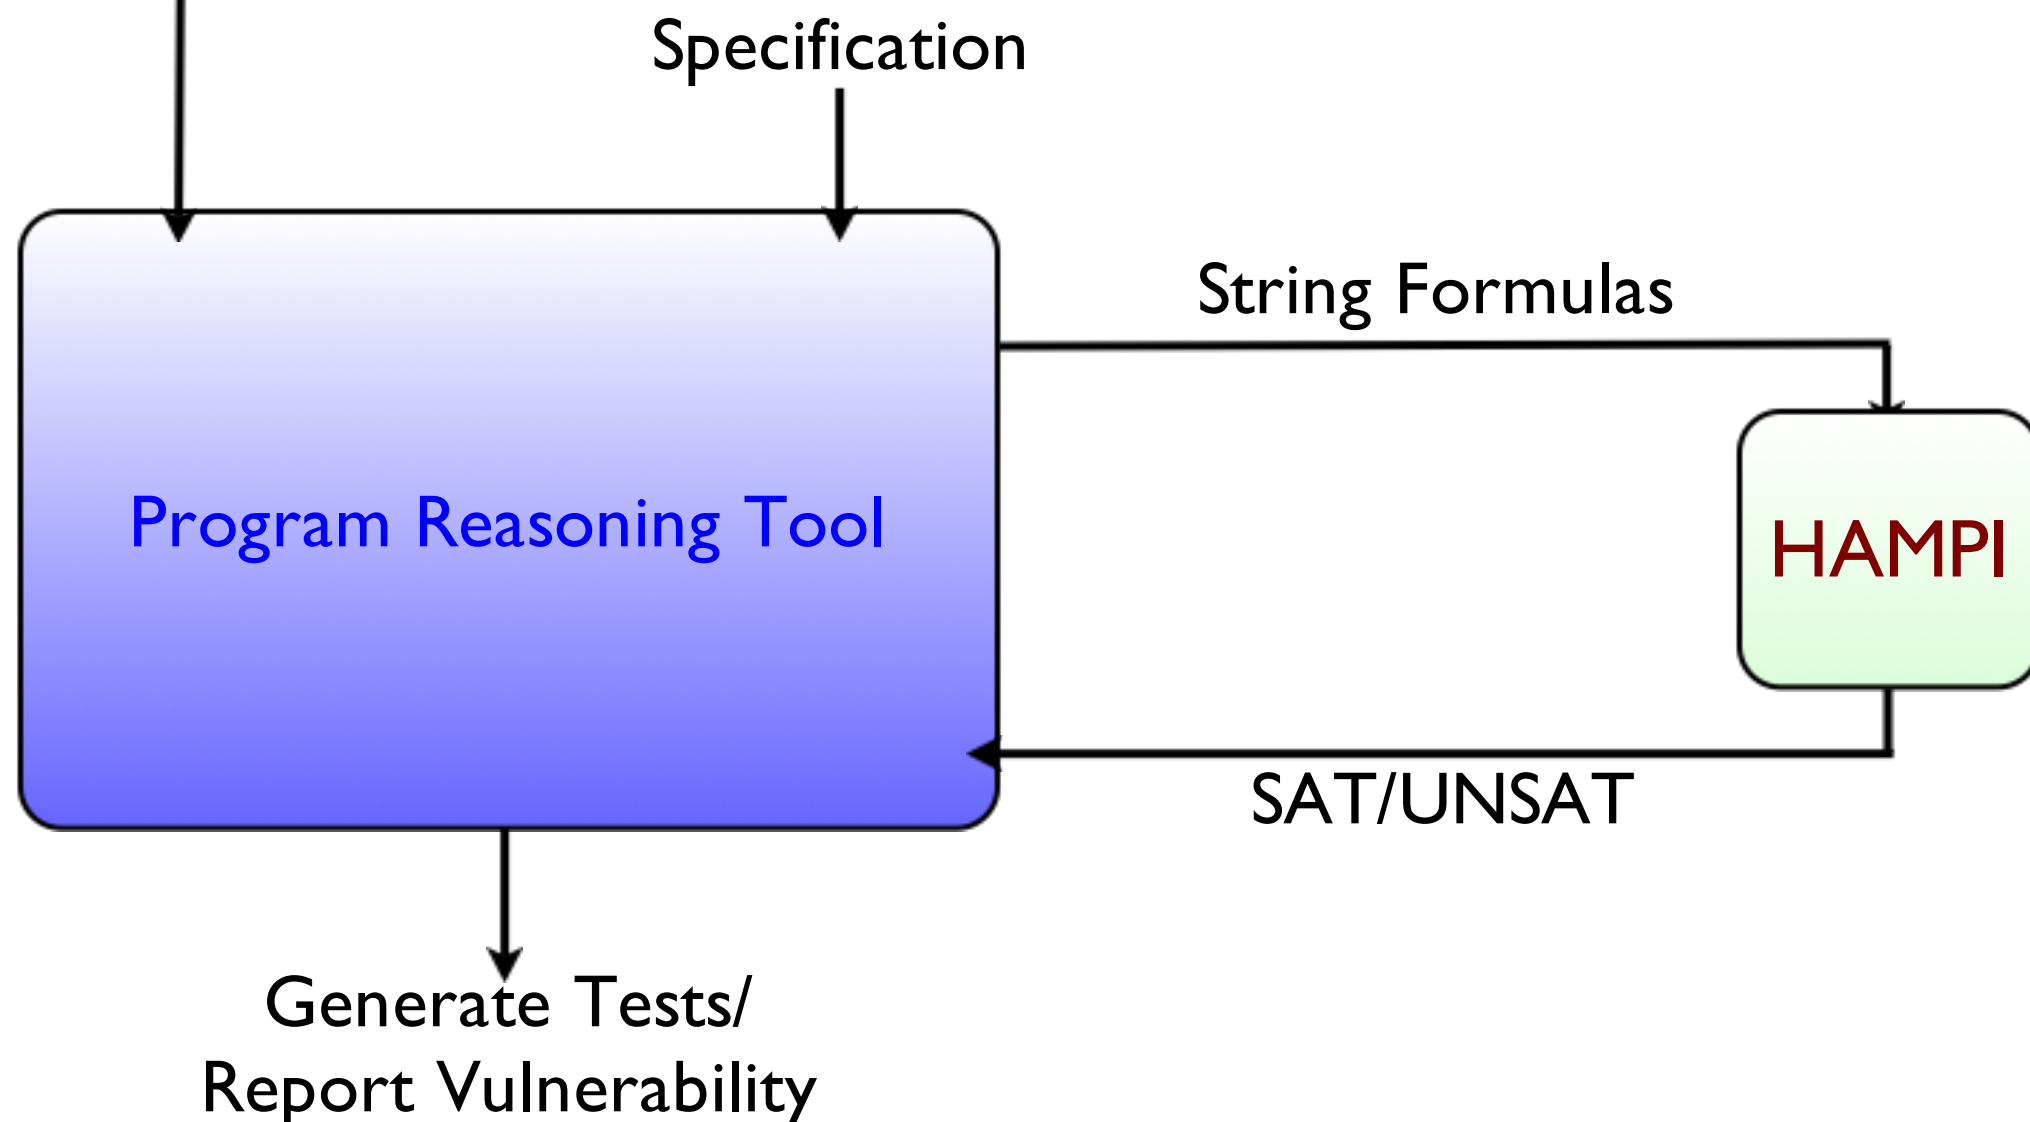 Specification
String Formulas
Program Reasoning Tool
HAMPI
SAT/UNSAT
Generate Tests/
Report Vulnerability